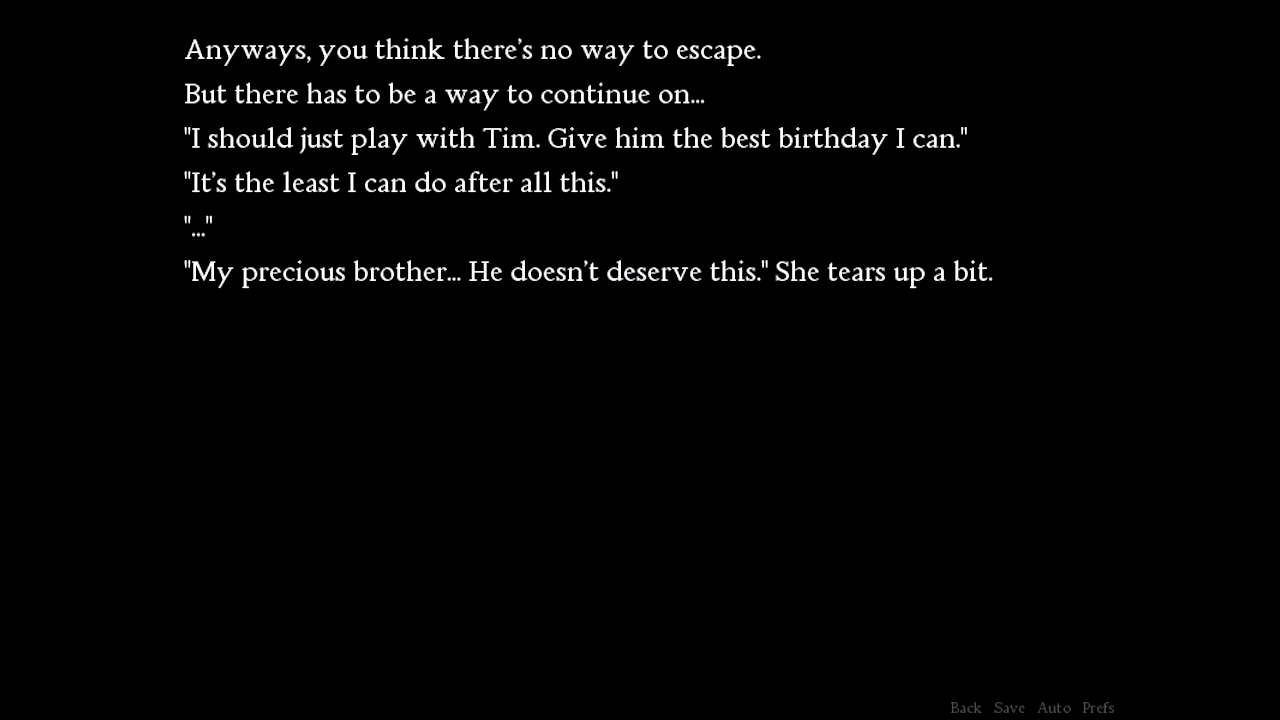 Anyways, you think there’s no way to escape.
But there has to be a way to continue on...
"I should just play with Tim. Give him the best birthday I can."
"It’s the least I can do after all this."
"..."
"My precious brother... He doesn’t deserve this." She tears up a bit.
Back Save Auto Prefs